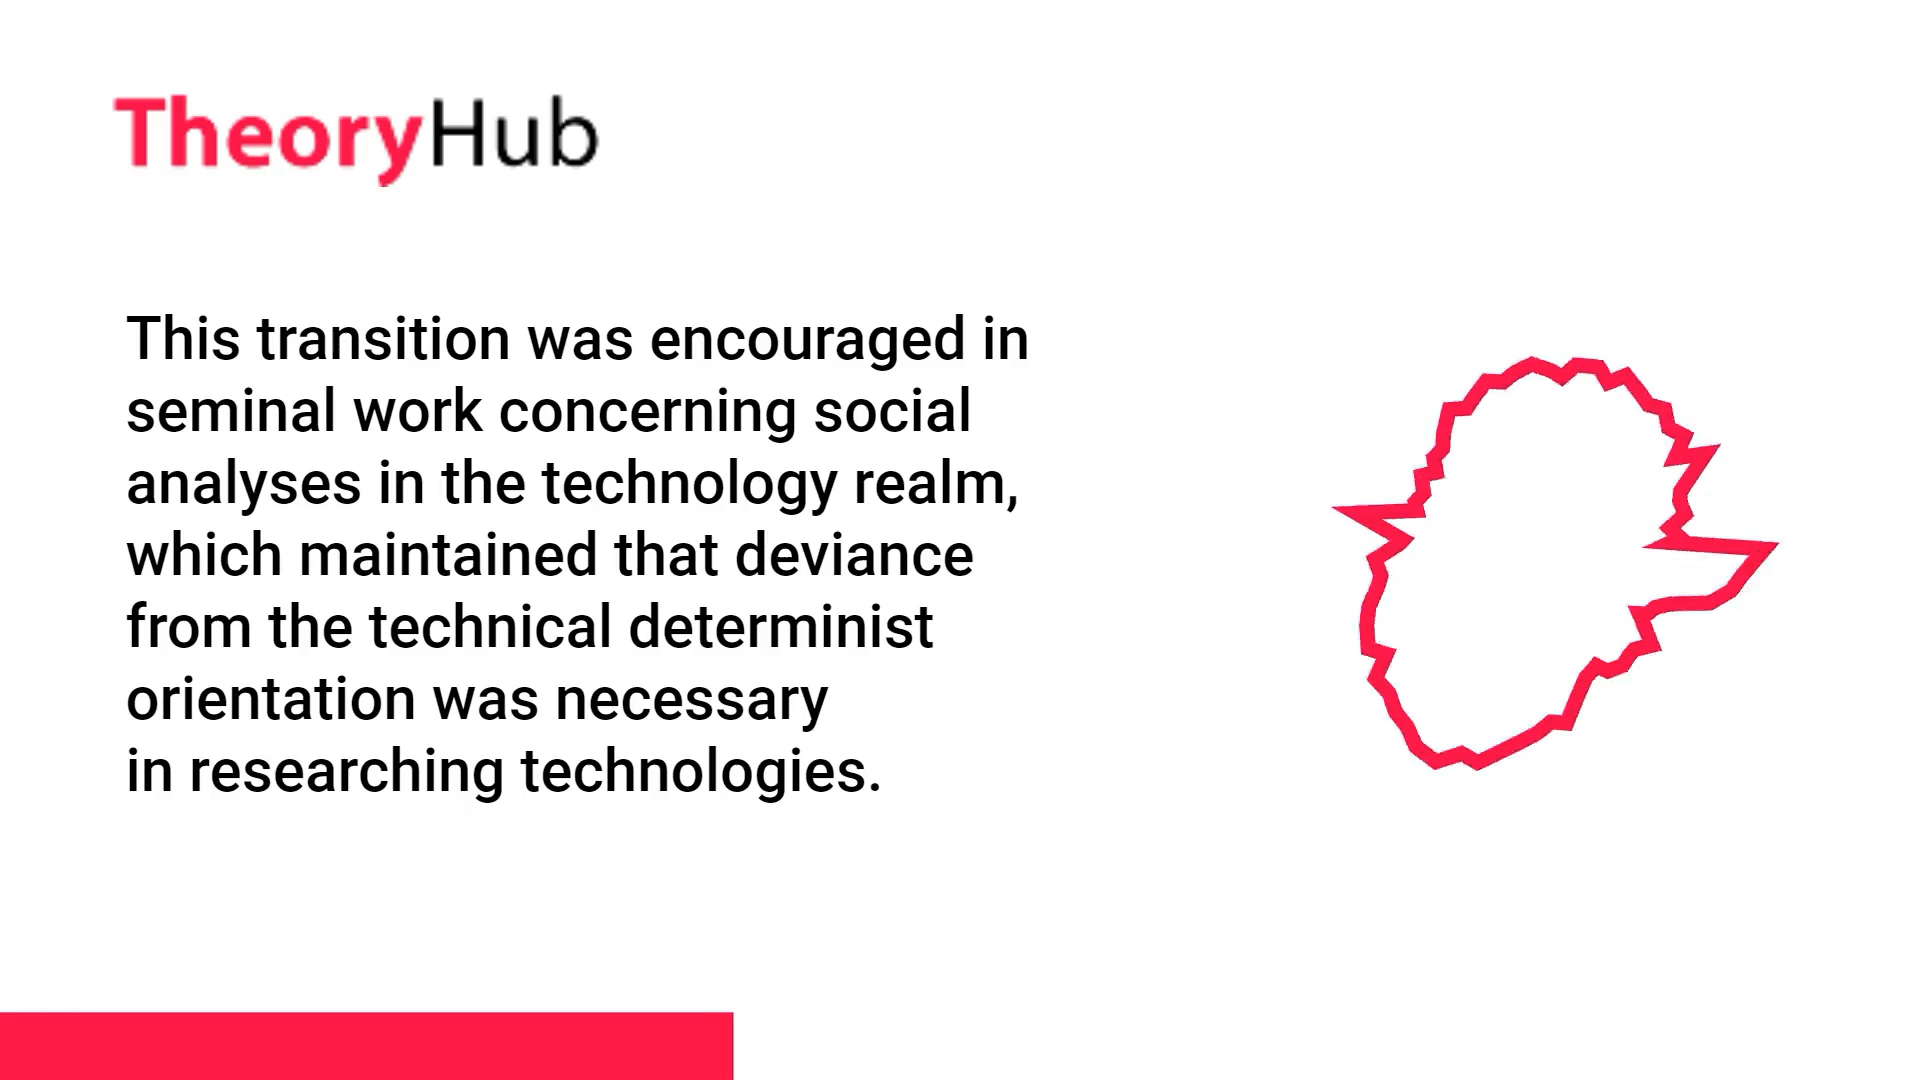 TheoryHub
This transition was encouraged in
seminal work concerning social
analyses in the technology realm,
which maintained that deviance
from the technical determinist
orientation was necessary
in researching technologies.